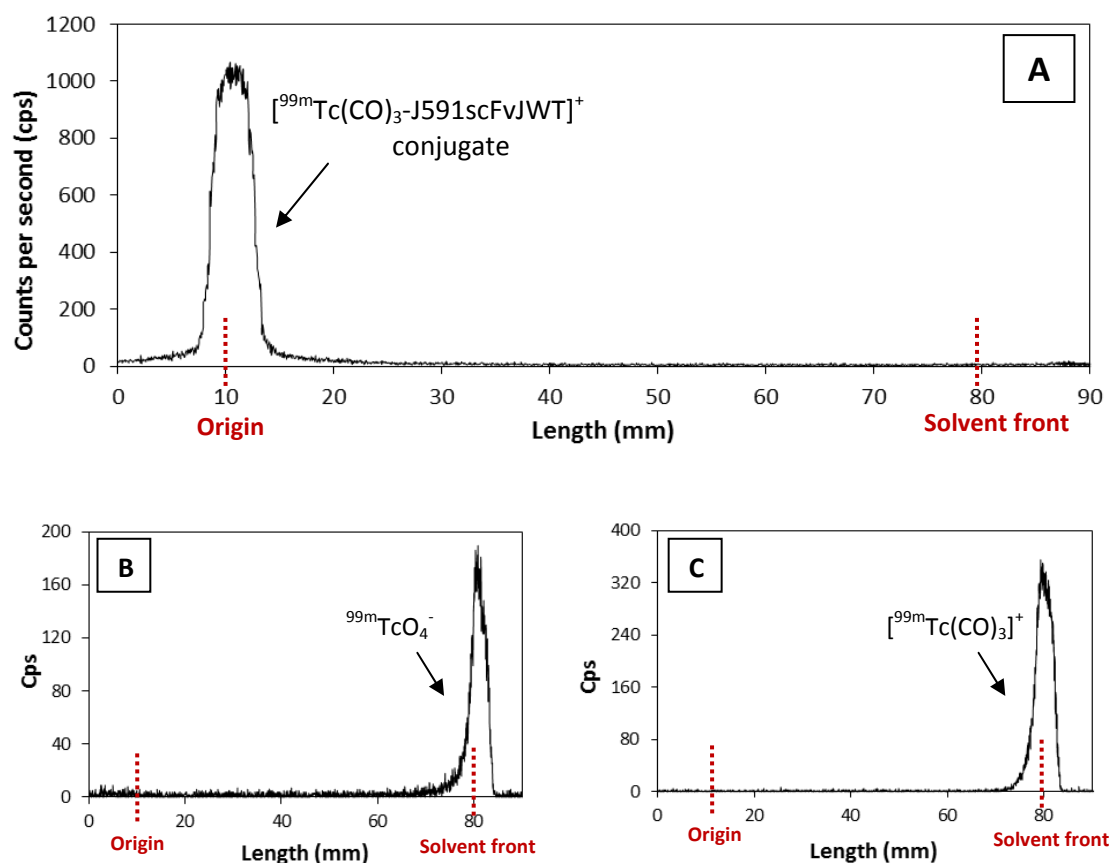 1200
A
1000
[⁹⁹ᵐTc(CO)₃-J591scFvJWT]⁺
conjugate
800
600
400
200
0
Counts per second (cps)
0 10 20 30 40 50 60 70 80 90
Origin
Length (mm)
Solvent front
200
B
160
⁹⁹ᵐTcO₄⁻
120
80
40
0
Cps
0 20 40 60 80
Origin
Length (mm)
Solvent front
400
C
320
[⁹⁹ᵐTc(CO)₃]⁺
240
160
80
0
Cps
0 20 40 60 80
Origin
Length (mm)
Solvent front